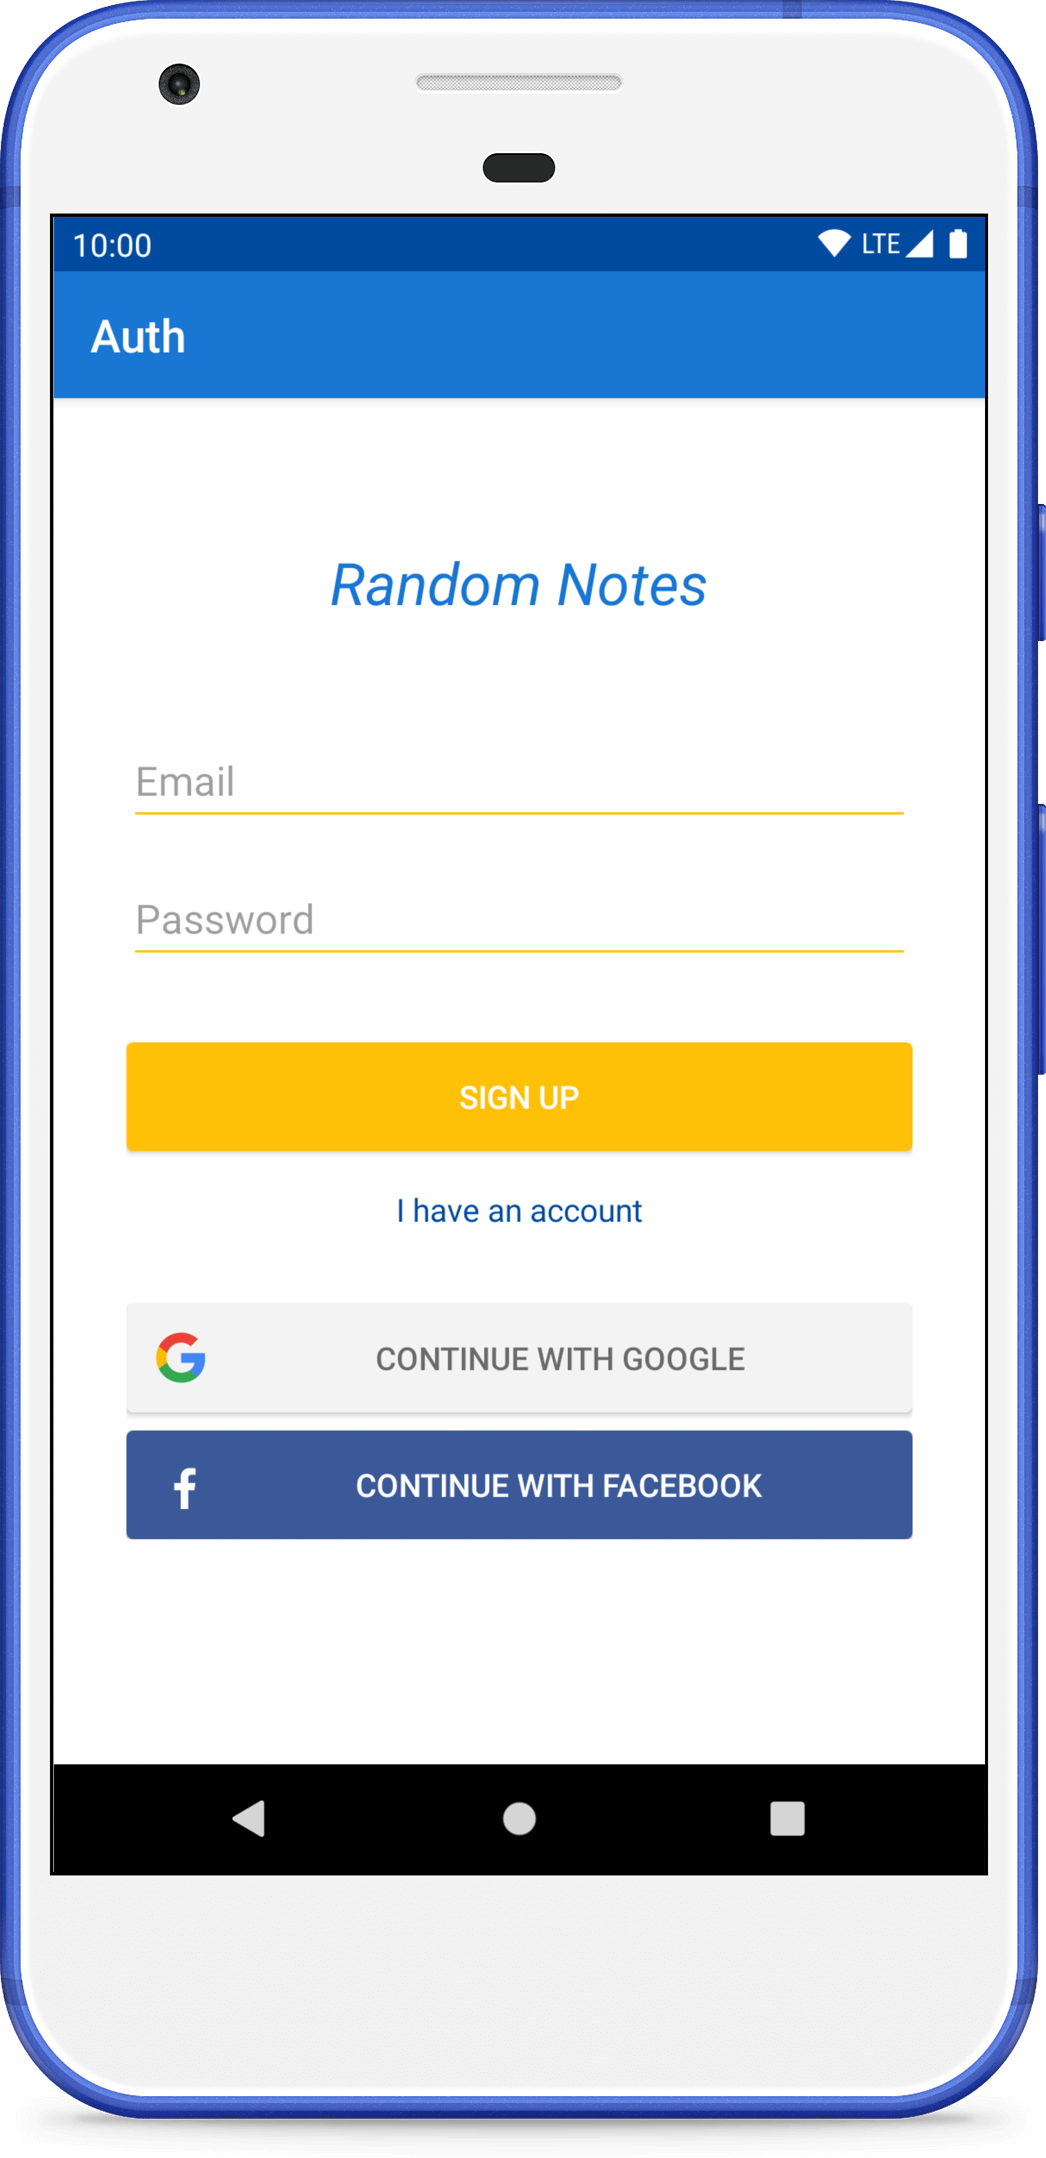 10:00 LTE
Auth
Random Notes
Email
Password
SIGN UP
I have an account
CONTINUE WITH GOOGLE
CONTINUE WITH FACEBOOK